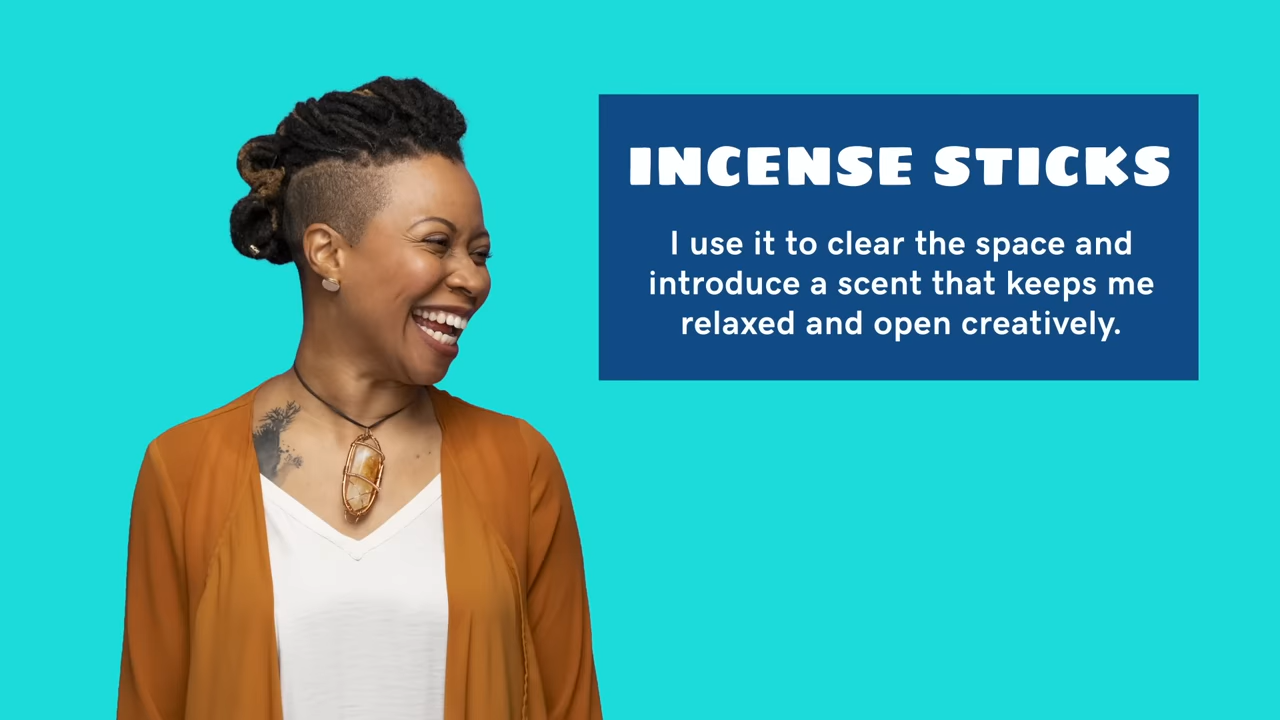 INCENSE STICKS
I use it to clear the space and
introduce a scent that keeps me
relaxed and open creatively.